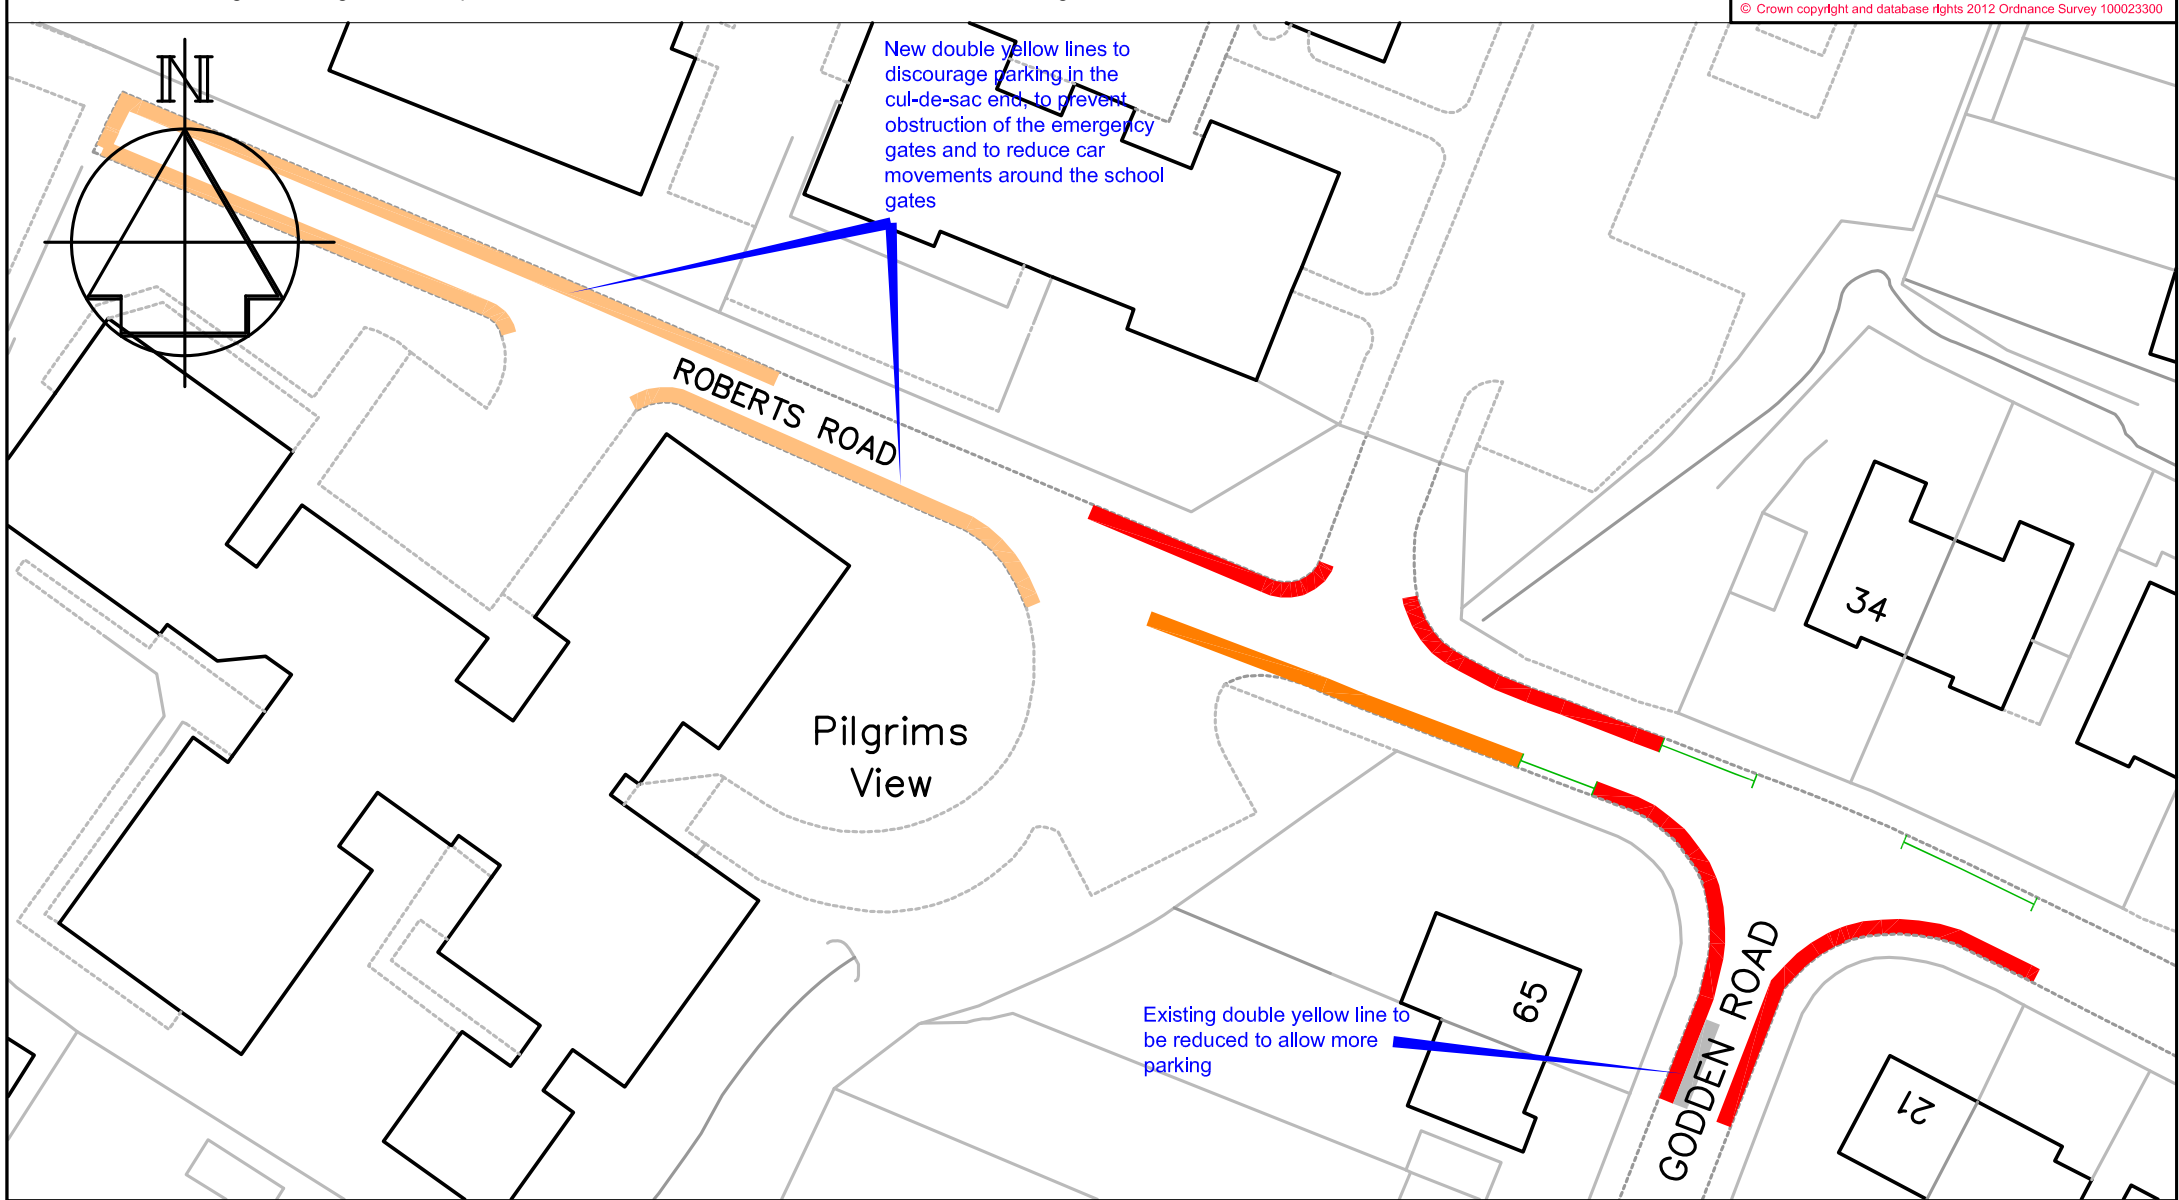 © Crown copyright and database rights 2012 Ordnance Survey 100023300
N
New double yellow lines to
discourage parking in the
cul-de-sac end, to prevent
obstruction of the emergency
gates and to reduce car
movements around the school
gates
ROBERTS ROAD
34
Pilgrims
View
65
GODDEN ROAD
Existing double yellow line to
be reduced to allow more
parking
21